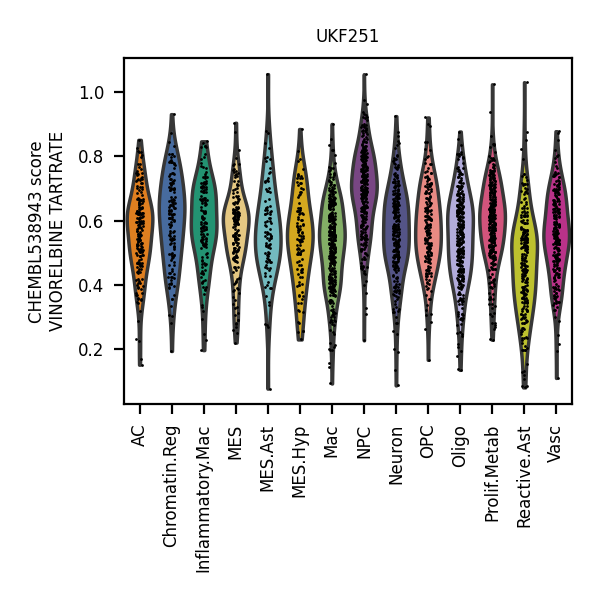 UKF251
CHEMBL538943 score
VINORELBINE TARTRATE
1.0
0.8
0.6
0.4
0.2
AC
Chromatin.Reg
Inflammatory.Mac
MES
MES.Ast
MES.Hyp
Mac
NPC
Neuron
OPC
Oligo
Prolif.Metab
Reactive.Ast
Vasc